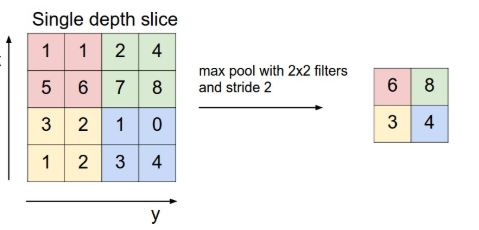 Single depth slice
1 1 2 4
5 6 7 8
3 2 1 0
1 2 3 4
y
max pool with 2x2 filters
and stride 2
6 8
3 4